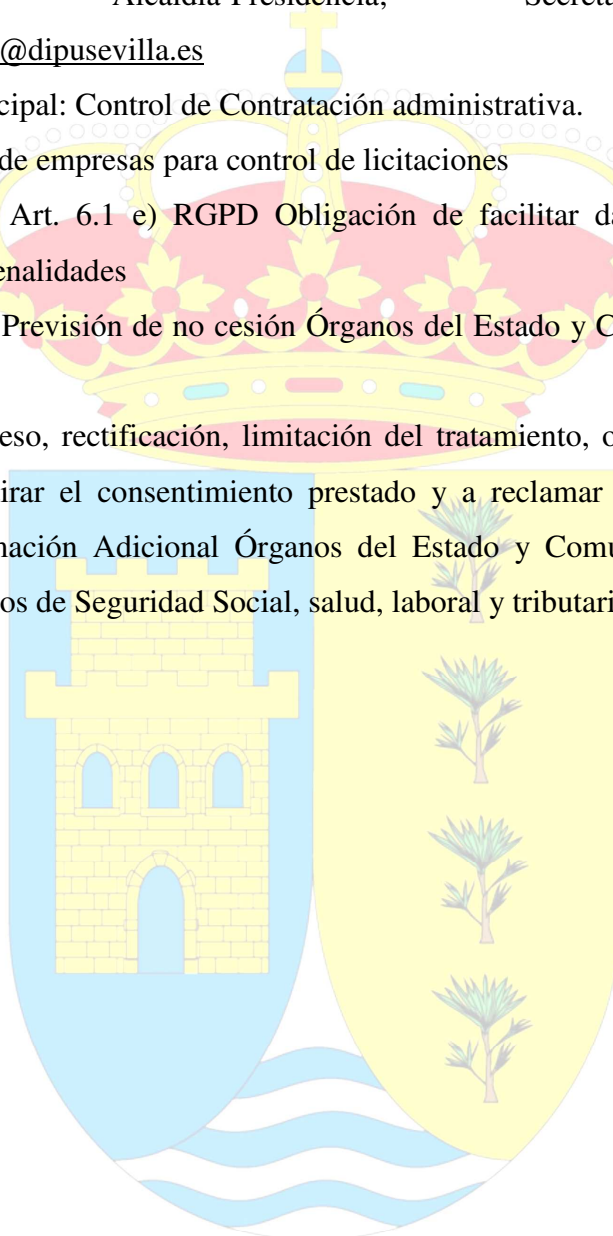 Alcaldía-Presidencia,
@dipusevilla.es
cipal: Control de Contratación administrativa.
de empresas para control de licitaciones
Art. 6.1 e) RGPD Obligación de facilitar da
enalidades
Previsión de no cesión Órganos del Estado y C
eso, rectificación, limitación del tratamiento, o
irar el consentimiento prestado y a reclamar
nación Adicional Órganos del Estado y Comu
os de Seguridad Social, salud, laboral y tributari